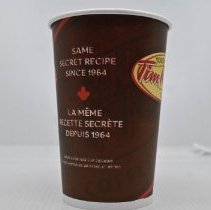 SAME
SECRET RECIPE
SINCE 1964
LA MÊME
RECETTE SECRÈTE
DEPUIS 1964
Tim